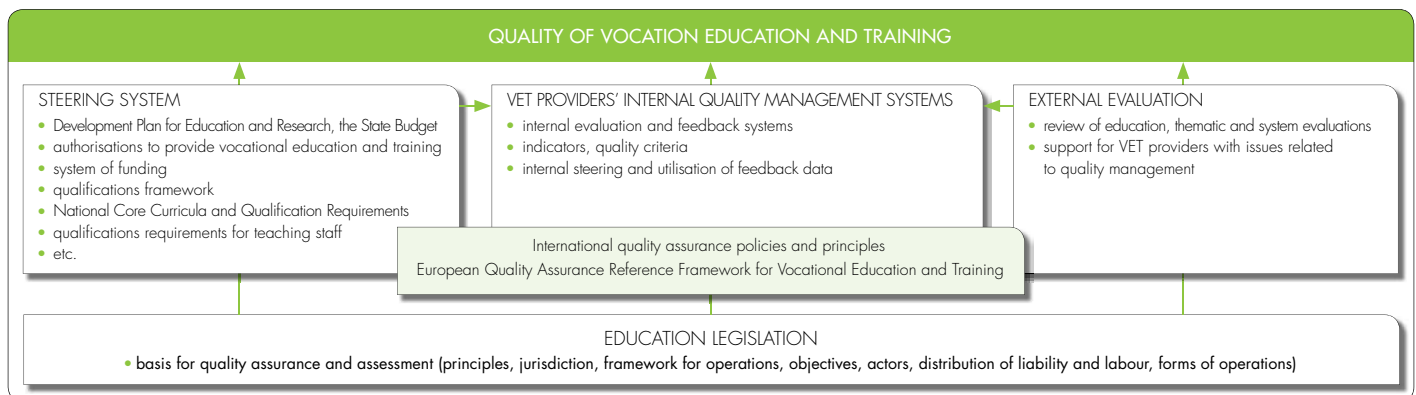 QUALITY OF VOCATION EDUCATION AND TRAINING
STEERING SYSTEM
• Development Plan for Education and Research, the State Budget
• authorisations to provide vocational education and training
• system of funding
• qualifications framework
• National Core Curricula and Qualification Requirements
• qualifications requirements for teaching staff
• etc.
VET PROVIDERS' INTERNAL QUALITY MANAGEMENT SYSTEMS
• internal evaluation and feedback systems
• indicators, quality criteria
• internal steering and utilisation of feedback data
EXTERNAL EVALUATION
• review of education, thematic and system evaluations
• support for VET providers with issues related
to quality management
International quality assurance policies and principles
European Quality Assurance Reference Framework for Vocational Education and Training
EDUCATION LEGISLATION
• basis for quality assurance and assessment (principles, jurisdiction, framework for operations, objectives, actors, distribution of liability and labour, forms of operations)